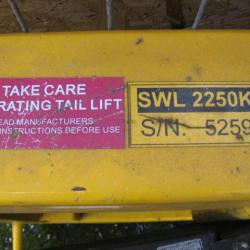 TAKE CARE
RATING TAIL LIFT
EAD MANUFACTURERS
INSTRUCTIONS BEFORE USE
SWL 2250K
S/N. 5259